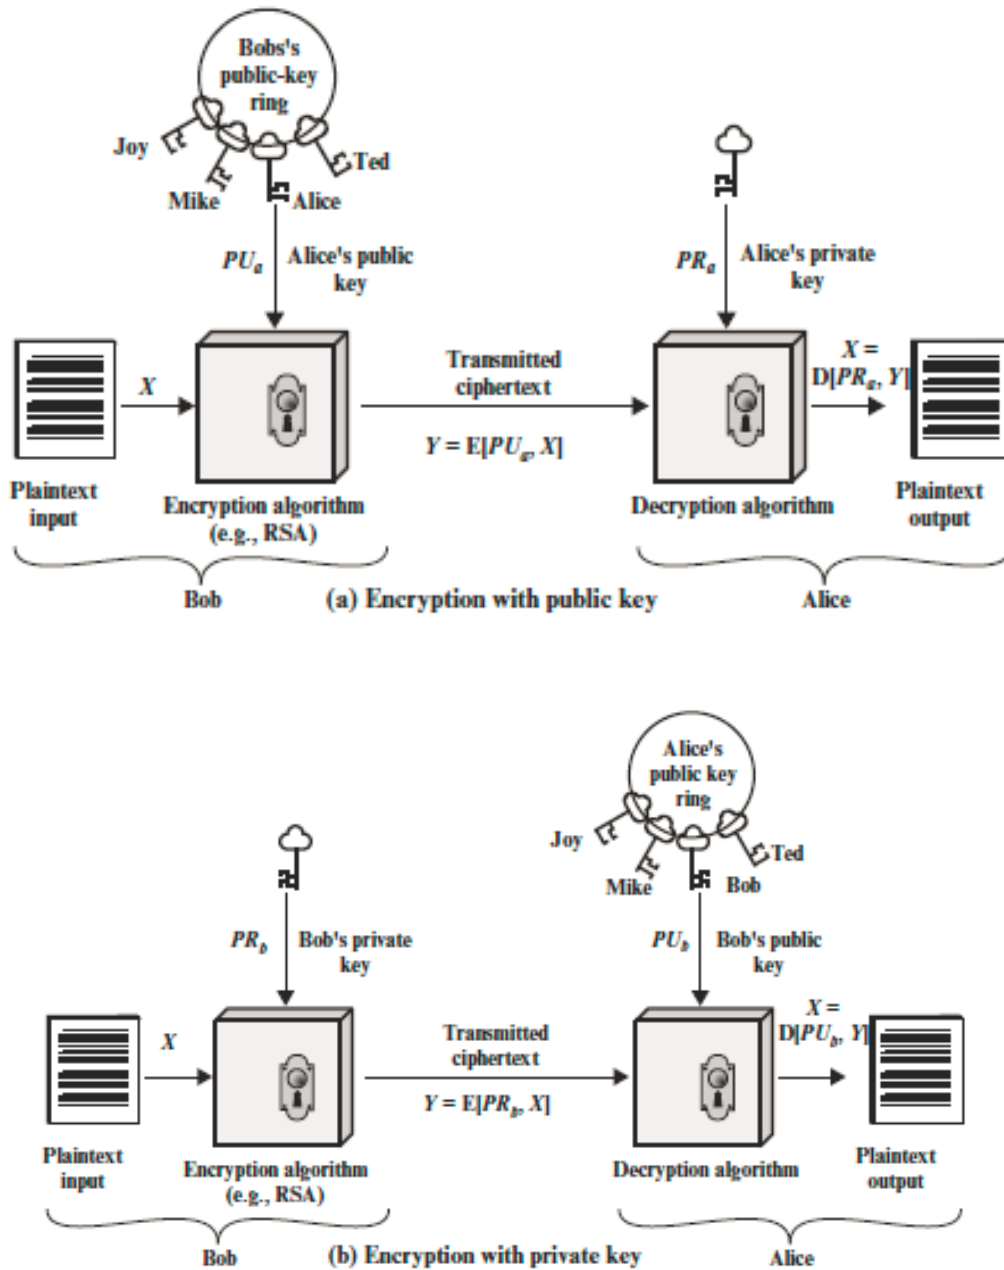 Bobs's
public-key
ring
Joy
Ted
Mike
Alice
PUa
Alice's public
key
PRa
Alice's private
key
X
Transmitted
ciphertext
X =
D[PRa, Y]
Y = E[PUa, X]
Plaintext
input
Encryption algorithm
(e.g., RSA)
Decryption algorithm
Plaintext
output
Bob
(a) Encryption with public key
Alice
Alice's
public key
ring
Joy
Ted
Mike
Bob
PRb
Bob's private
key
PUb
Bob's public
key
X
Transmitted
ciphertext
X =
D[PUb, Y]
Y = E[PRb, X]
Plaintext
input
Encryption algorithm
(e.g., RSA)
Decryption algorithm
Plaintext
output
Bob
(b) Encryption with private key
Alice